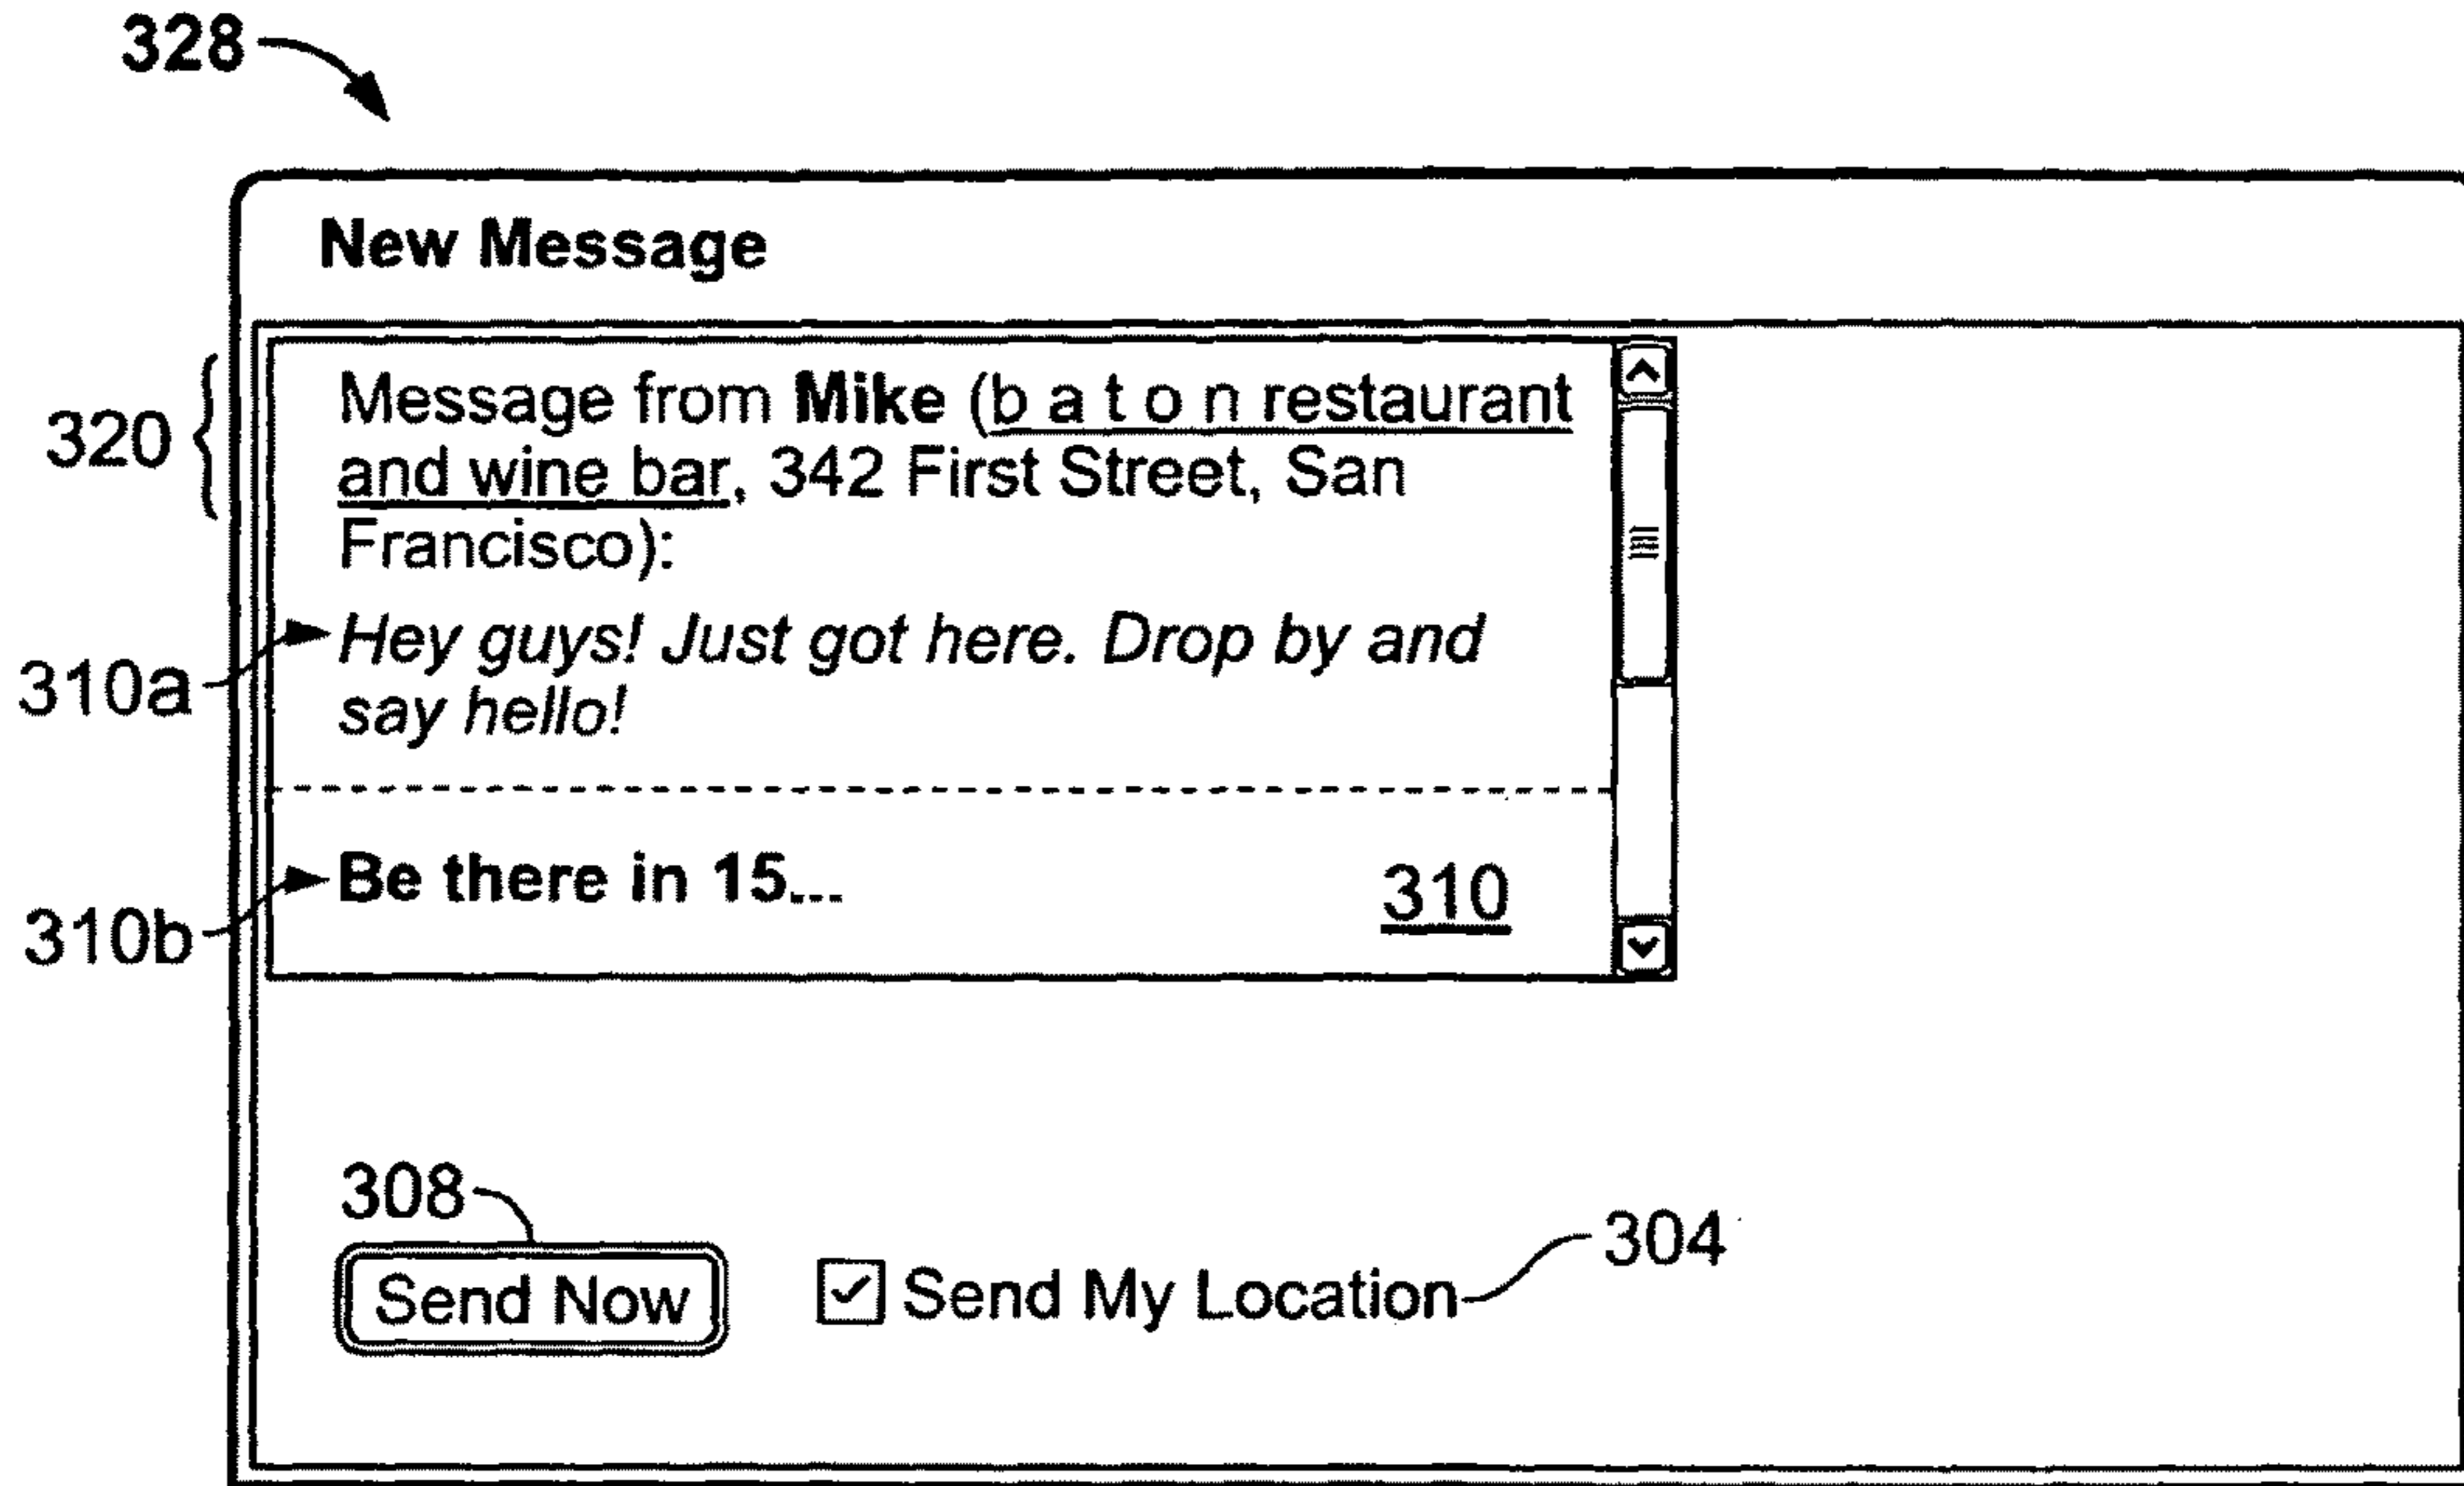 328
New Message
320
Message from Mike (b a t o n restaurant
and wine bar, 342 First Street, San
Francisco):
310a
Hey guys! Just got here. Drop by and
say hello!
310b
Be there in 15...
310
308
Send Now
Send My Location
304